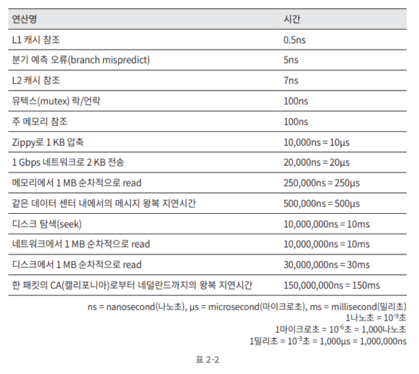 연산명 시간
L1 캐시 참조 0.5ns
분기 예측 오류(branch mispredict) 5ns
L2 캐시 참조 7ns
뮤텍스(mutex) 락/언락 100ns
주 메모리 참조 100ns
Zippy로 1 KB 압축 10,000ns = 10μs
1 Gbps 네트워크로 2 KB 전송 20,000ns = 20μs
메모리에서 1 MB 순차적으로 read 250,000ns = 250μs
같은 데이터 센터 내에서의 메시지 왕복 지연시간 500,000ns = 500μs
디스크 탐색(seek) 10,000,000ns = 10ms
네트워크에서 1 MB 순차적으로 read 10,000,000ns = 10ms
디스크에서 1 MB 순차적으로 read 30,000,000ns = 30ms
한 패킷의 CA(캘리포니아)로부터 네덜란드까지의 왕복 지연시간 150,000,000ns = 150ms
ns = nanosecond(나노초), μs = microsecond(마이크로초), ms = millisecond(밀리초)
1나노초 = 10⁻⁹초
1마이크로초 = 10⁻⁶초 = 1,000나노초
1밀리초 = 10⁻³초 = 1,000μs = 1,000,000ns
표 2-2